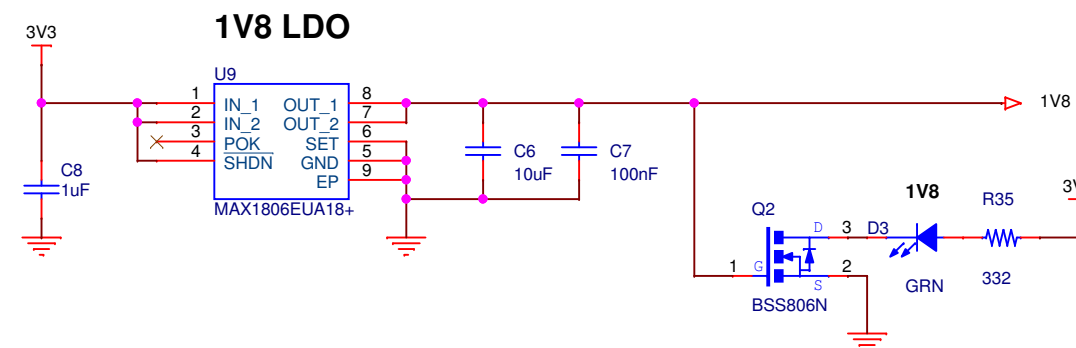 1V8 LDO
3V3
U9
1
IN_1
OUT_1
8
2
IN_2
OUT_2
7
3
POK
SET
6
4
SHDN
GND
5
EP
9
MAX1806EUA18+
C8
1uF
C6
10uF
C7
100nF
1V8
Q2
D
3
D3
1V8
R35
3V
1
G
2
S
BSS806N
GRN
332